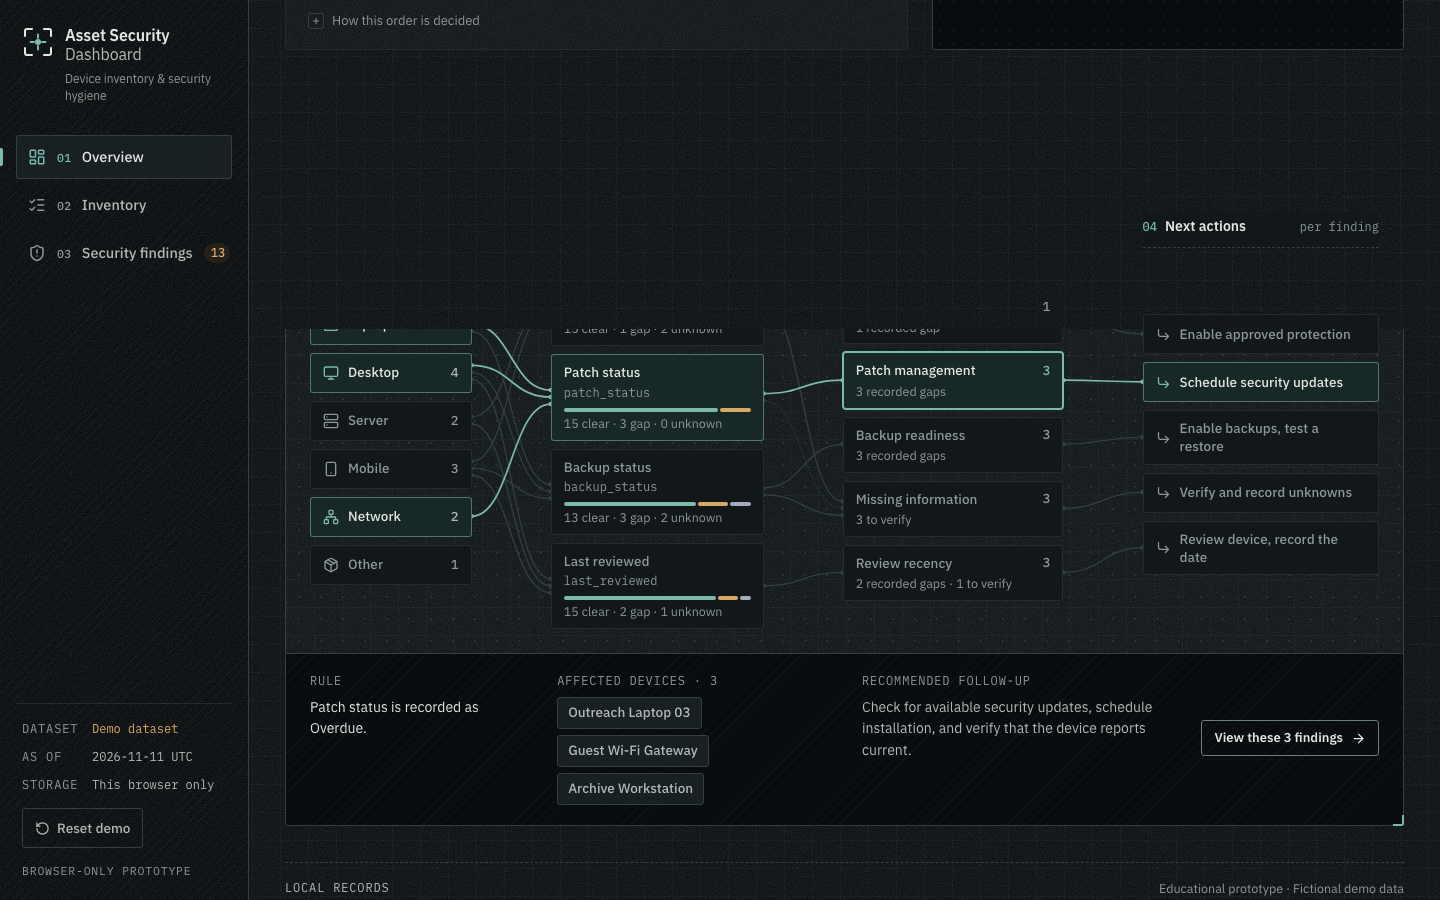 Asset Security
Dashboard
Device inventory & security
hygiene
01 Overview
02 Inventory
03 Security findings 13
DATASET Demo dataset
AS OF 2026-11-11 UTC
STORAGE This browser only
Reset demo
BROWSER-ONLY PROTOTYPE
+ How this order is decided
04 Next actions per finding
1
Desktop 4
Server 2
Mobile 3
Network 2
Other 1
15 clear · 1 gap · 2 unknown
Patch status
patch_status
15 clear · 3 gap · 0 unknown
Backup status
backup_status
13 clear · 3 gap · 2 unknown
Last reviewed
last_reviewed
15 clear · 2 gap · 1 unknown
1 recorded gap
Patch management 3
3 recorded gaps
Backup readiness 3
3 recorded gaps
Missing information 3
3 to verify
Review recency 3
2 recorded gaps · 1 to verify
Enable approved protection
Schedule security updates
Enable backups, test a
restore
Verify and record unknowns
Review device, record the
date
RULE
Patch status is recorded as
Overdue.
AFFECTED DEVICES · 3
Outreach Laptop 03
Guest Wi-Fi Gateway
Archive Workstation
RECOMMENDED FOLLOW-UP
Check for available security updates, schedule
installation, and verify that the device reports
current.
View these 3 findings
LOCAL RECORDS
Educational prototype · Fictional demo data